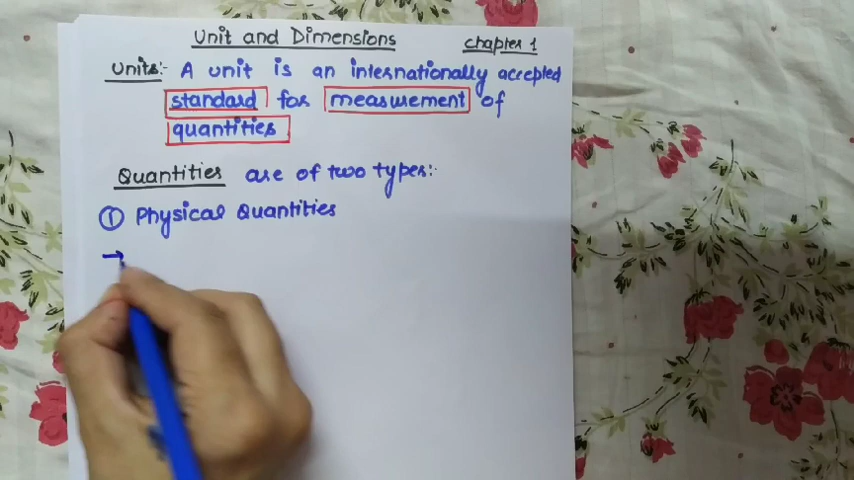 Unit and Dimensions chapter 1
Units:- A unit is an internationally accepted
standard for measurement of
quantities
Quantities are of two types:-
① Physical Quantities
→